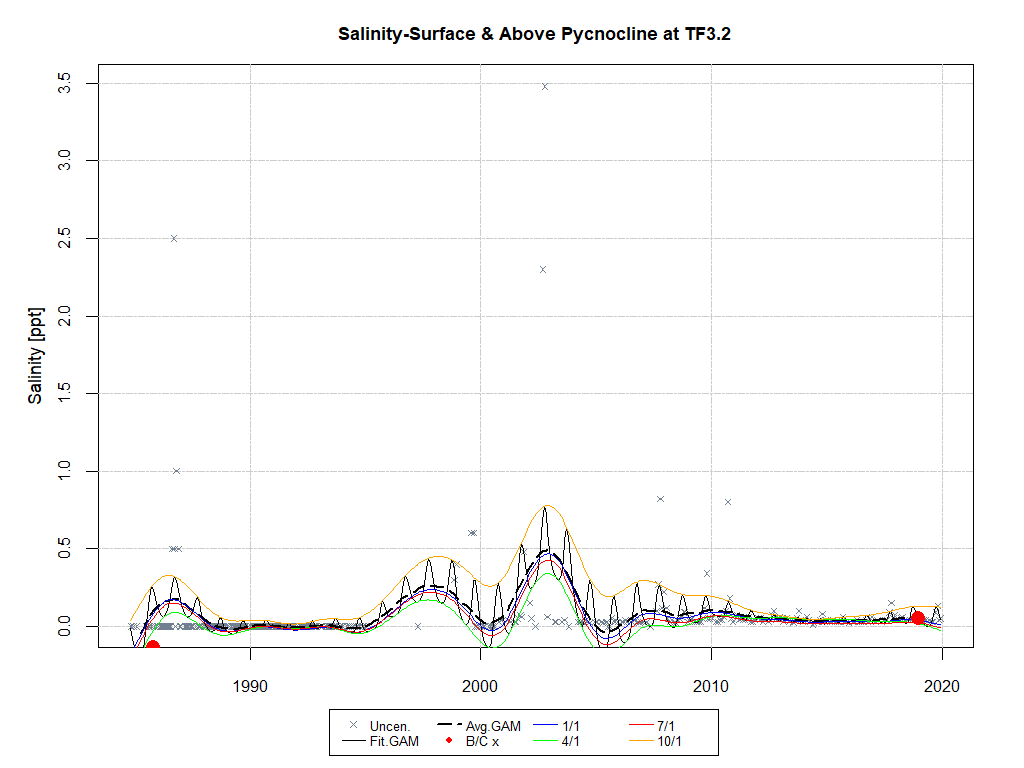 Salinity-Surface & Above Pycnocline at TF3.2
Salinity [ppt]
3.5
3.0
2.5
2.0
1.5
1.0
0.5
0.0
1990 2000 2010 2020
Uncen. Avg.GAM 1/1 7/1
Fit.GAM B/C x 4/1 10/1